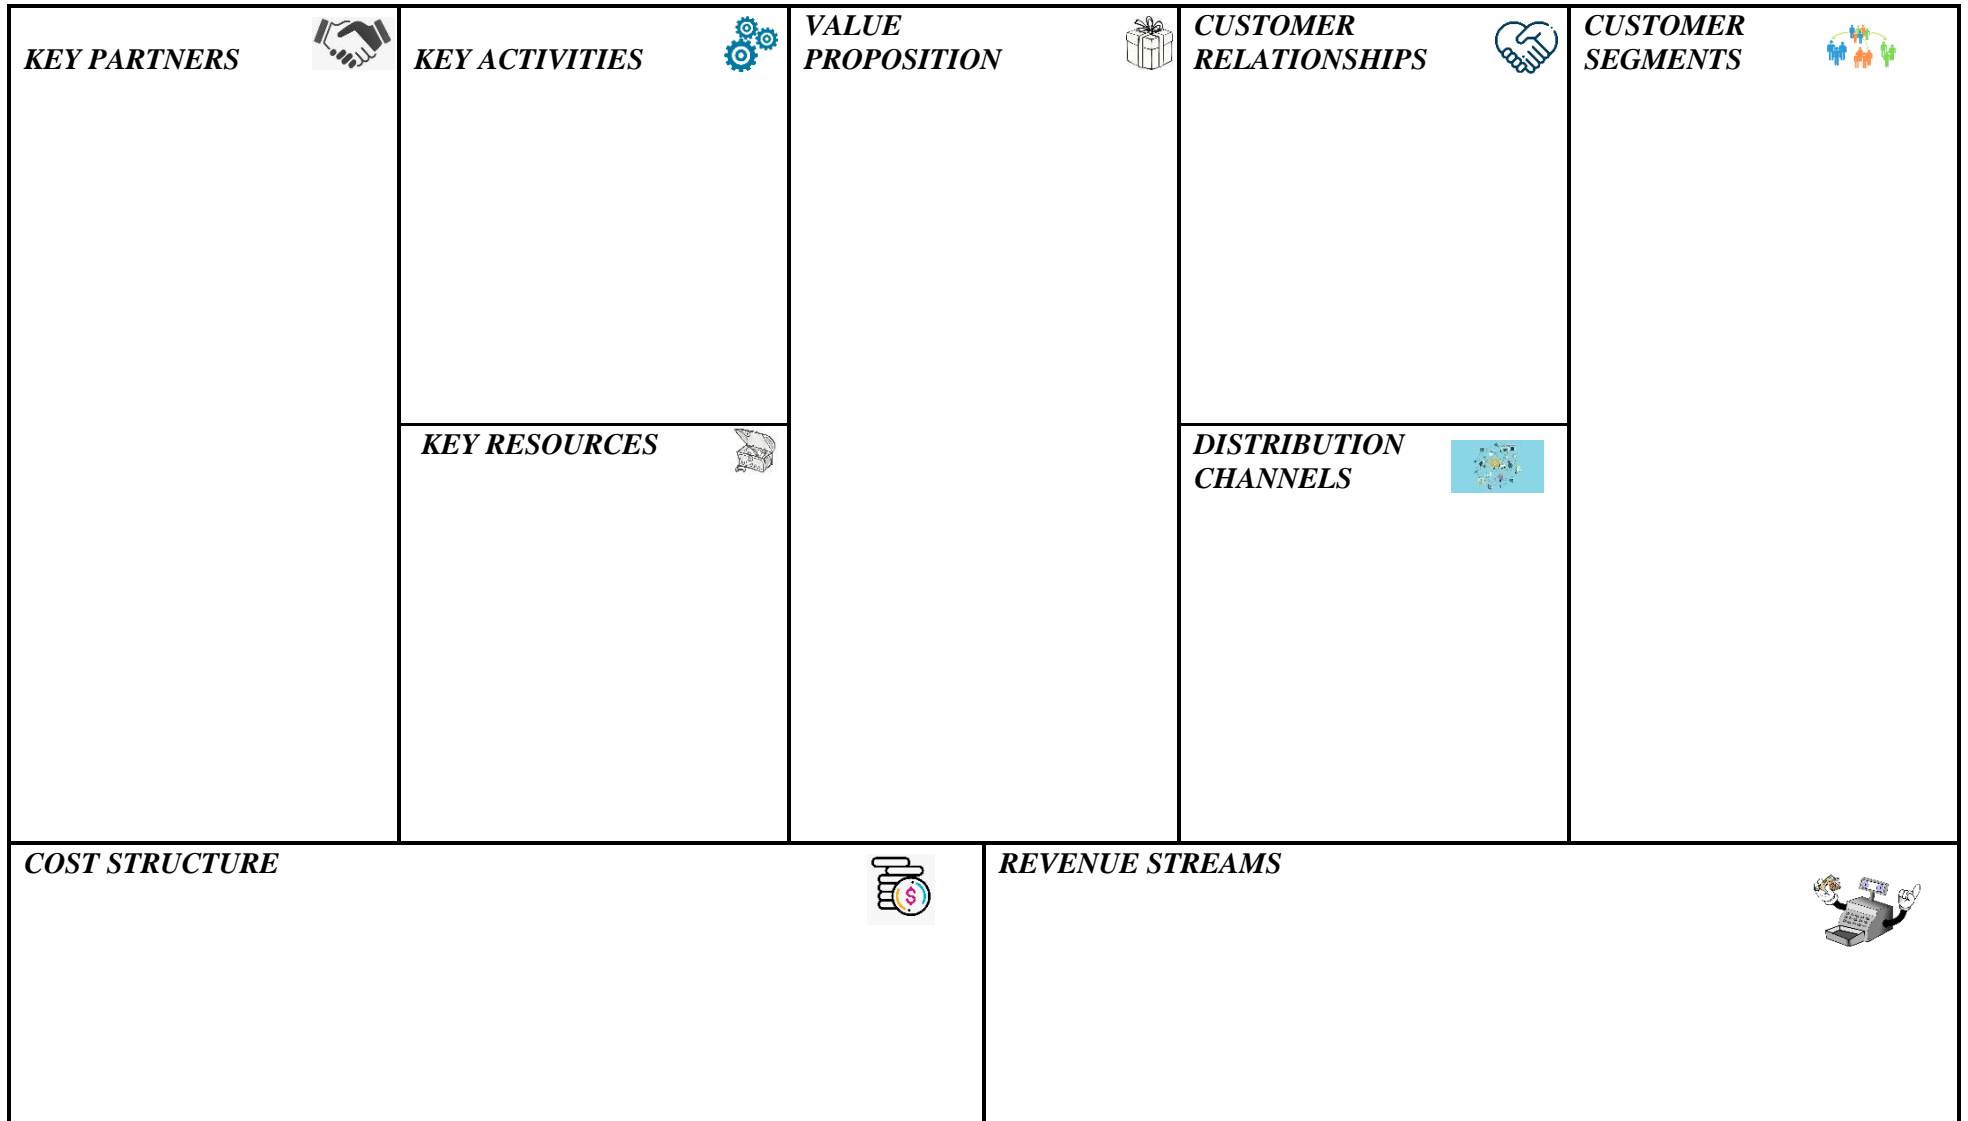 KEY PARTNERS
KEY ACTIVITIES
VALUE
PROPOSITION
CUSTOMER
RELATIONSHIPS
CUSTOMER
SEGMENTS
KEY RESOURCES
DISTRIBUTION
CHANNELS
COST STRUCTURE
$
REVENUE STREAMS